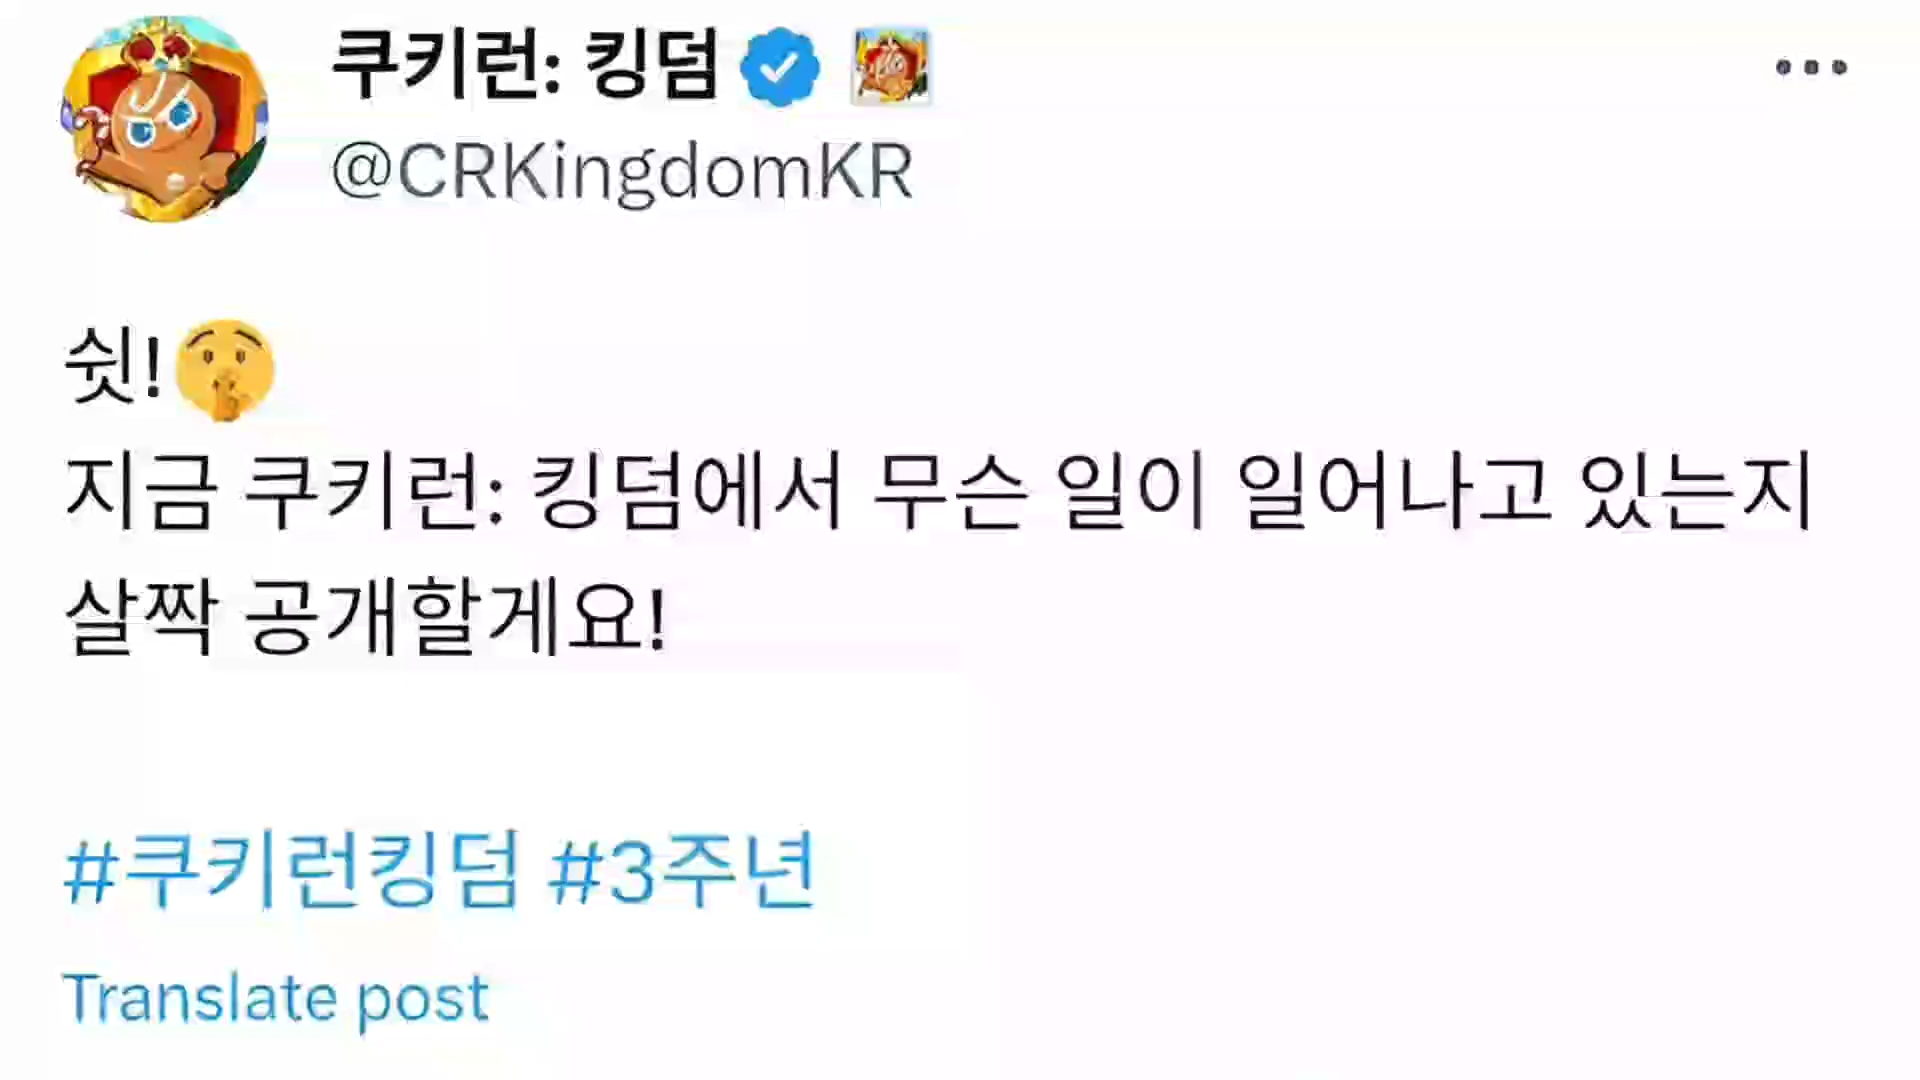 쿠키런: 킹덤
@CRKingdomKR
쉿!🤫
지금 쿠키런: 킹덤에서 무슨 일이 일어나고 있는지
살짝 공개할게요!
#쿠키런킹덤 #3주년
Translate post